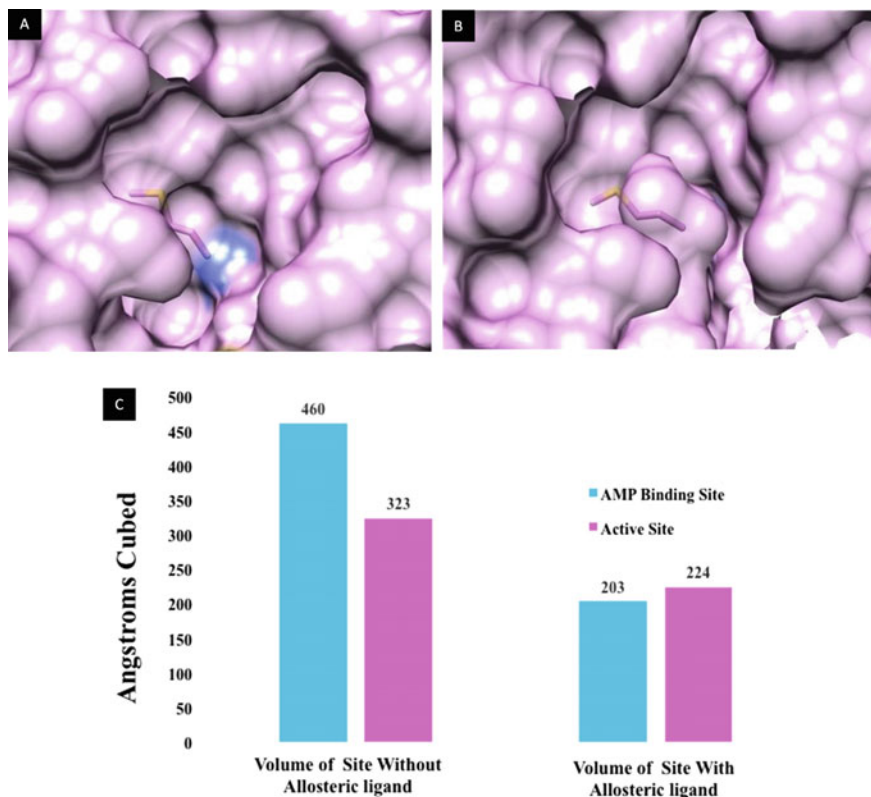 A
B
C
Angstroms Cubed
500
450
400
350
300
250
200
150
100
50
0
460
323
203
224
AMP Binding Site
Active Site
Volume of Site Without
Allosteric ligand
Volume of Site With
Allosteric ligand